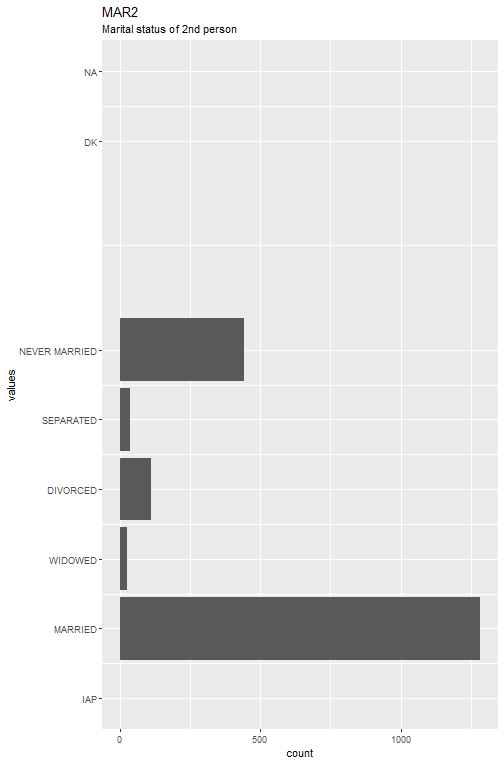 MAR2
Marital status of 2nd person
NA
DK
NEVER MARRIED
SEPARATED
DIVORCED
WIDOWED
MARRIED
IAP
values
0 500 1000
count